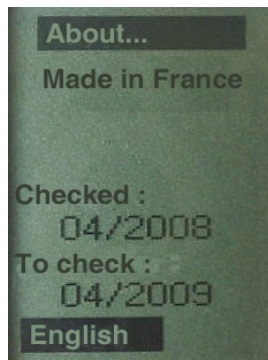 About...
Made in France
Checked :
04/2008
To check :
04/2009
English